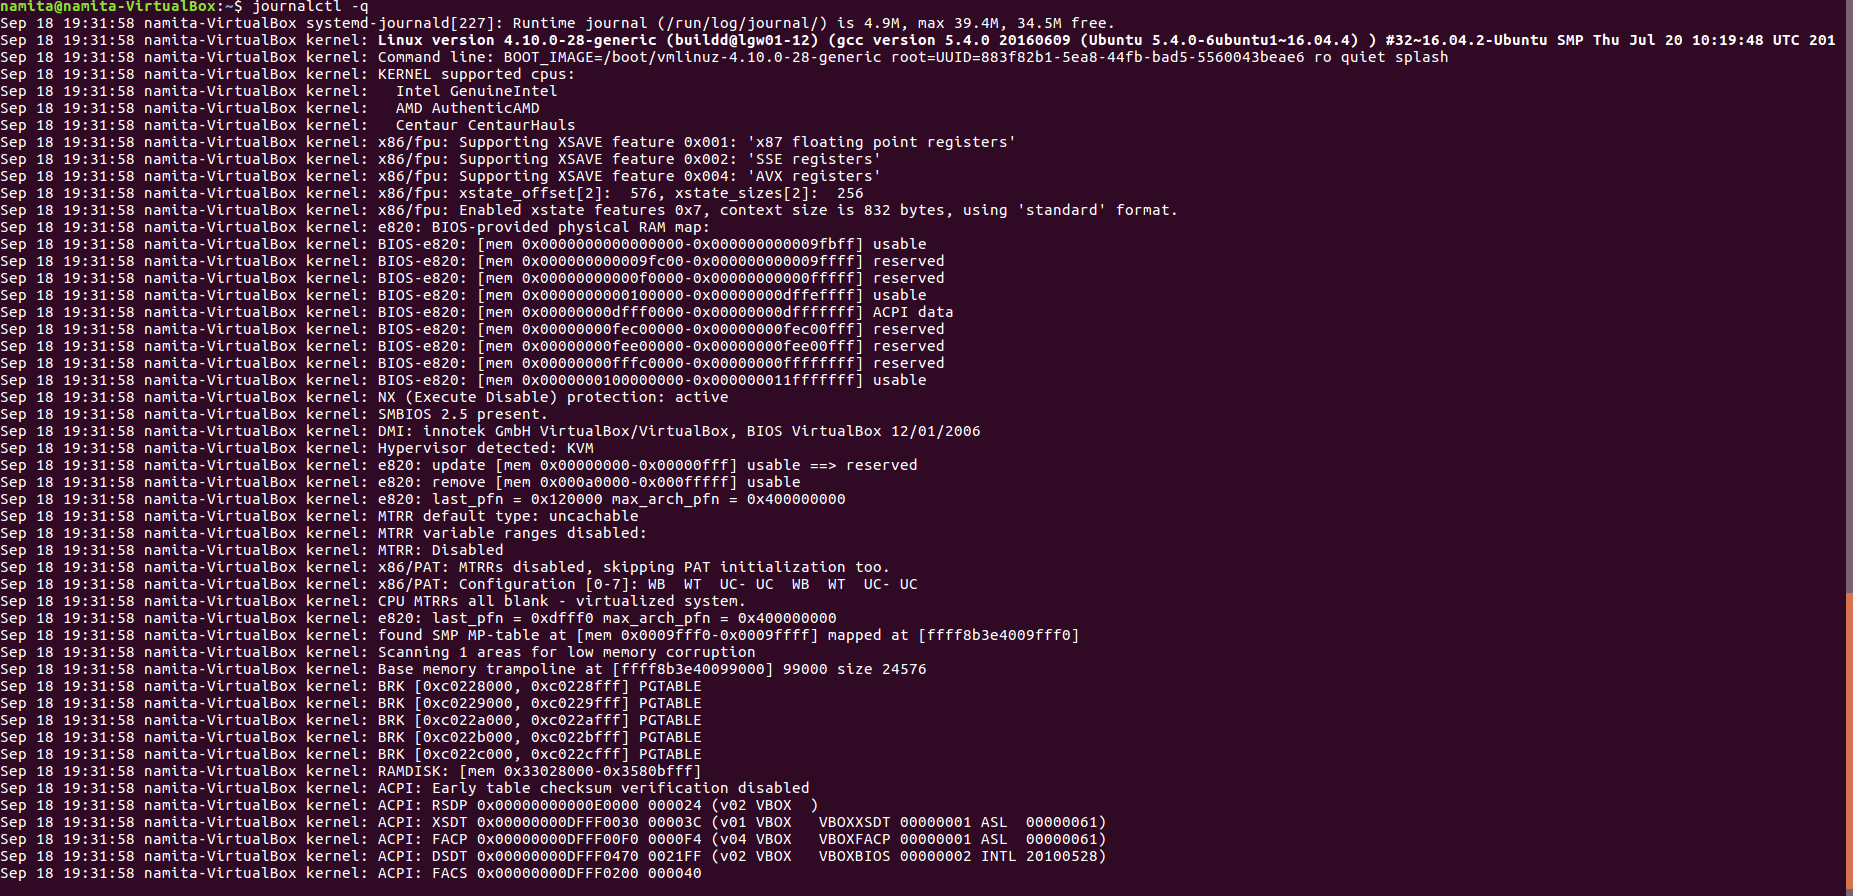 namita@namita-VirtualBox:~$ journalctl -q
Sep 18 19:31:58 namita-VirtualBox systemd-journald[227]: Runtime journal (/run/log/journal/) is 4.9M, max 39.4M, 34.5M free.
Sep 18 19:31:58 namita-VirtualBox kernel: Linux version 4.10.0-28-generic (buildd@lgw01-12) (gcc version 5.4.0 20160609 (Ubuntu 5.4.0-6ubuntu1~16.04.4) ) #32~16.04.2-Ubuntu SMP Thu Jul 20 10:19:48 UTC 201
Sep 18 19:31:58 namita-VirtualBox kernel: Command line: BOOT_IMAGE=/boot/vmlinuz-4.10.0-28-generic root=UUID=883f82b1-5ea8-44fb-bad5-5560043beae6 ro quiet splash
Sep 18 19:31:58 namita-VirtualBox kernel: KERNEL supported cpus:
Sep 18 19:31:58 namita-VirtualBox kernel:   Intel GenuineIntel
Sep 18 19:31:58 namita-VirtualBox kernel:   AMD AuthenticAMD
Sep 18 19:31:58 namita-VirtualBox kernel:   Centaur CentaurHauls
Sep 18 19:31:58 namita-VirtualBox kernel: x86/fpu: Supporting XSAVE feature 0x001: 'x87 floating point registers'
Sep 18 19:31:58 namita-VirtualBox kernel: x86/fpu: Supporting XSAVE feature 0x002: 'SSE registers'
Sep 18 19:31:58 namita-VirtualBox kernel: x86/fpu: Supporting XSAVE feature 0x004: 'AVX registers'
Sep 18 19:31:58 namita-VirtualBox kernel: x86/fpu: xstate_offset[2]:  576, xstate_sizes[2]:  256
Sep 18 19:31:58 namita-VirtualBox kernel: x86/fpu: Enabled xstate features 0x7, context size is 832 bytes, using 'standard' format.
Sep 18 19:31:58 namita-VirtualBox kernel: e820: BIOS-provided physical RAM map:
Sep 18 19:31:58 namita-VirtualBox kernel: BIOS-e820: [mem 0x0000000000000000-0x000000000009fbff] usable
Sep 18 19:31:58 namita-VirtualBox kernel: BIOS-e820: [mem 0x000000000009fc00-0x000000000009ffff] reserved
Sep 18 19:31:58 namita-VirtualBox kernel: BIOS-e820: [mem 0x00000000000f0000-0x00000000000fffff] reserved
Sep 18 19:31:58 namita-VirtualBox kernel: BIOS-e820: [mem 0x0000000000100000-0x00000000dffeffff] usable
Sep 18 19:31:58 namita-VirtualBox kernel: BIOS-e820: [mem 0x00000000dfff0000-0x00000000dfffffff] ACPI data
Sep 18 19:31:58 namita-VirtualBox kernel: BIOS-e820: [mem 0x00000000fec00000-0x00000000fec00fff] reserved
Sep 18 19:31:58 namita-VirtualBox kernel: BIOS-e820: [mem 0x00000000fee00000-0x00000000fee00fff] reserved
Sep 18 19:31:58 namita-VirtualBox kernel: BIOS-e820: [mem 0x00000000fffc0000-0x00000000ffffffff] reserved
Sep 18 19:31:58 namita-VirtualBox kernel: BIOS-e820: [mem 0x0000000100000000-0x000000011fffffff] usable
Sep 18 19:31:58 namita-VirtualBox kernel: NX (Execute Disable) protection: active
Sep 18 19:31:58 namita-VirtualBox kernel: SMBIOS 2.5 present.
Sep 18 19:31:58 namita-VirtualBox kernel: DMI: innotek GmbH VirtualBox/VirtualBox, BIOS VirtualBox 12/01/2006
Sep 18 19:31:58 namita-VirtualBox kernel: Hypervisor detected: KVM
Sep 18 19:31:58 namita-VirtualBox kernel: e820: update [mem 0x00000000-0x00000fff] usable ==> reserved
Sep 18 19:31:58 namita-VirtualBox kernel: e820: remove [mem 0x000a0000-0x000fffff] usable
Sep 18 19:31:58 namita-VirtualBox kernel: e820: last_pfn = 0x120000 max_arch_pfn = 0x400000000
Sep 18 19:31:58 namita-VirtualBox kernel: MTRR default type: uncachable
Sep 18 19:31:58 namita-VirtualBox kernel: MTRR variable ranges disabled:
Sep 18 19:31:58 namita-VirtualBox kernel: MTRR: Disabled
Sep 18 19:31:58 namita-VirtualBox kernel: x86/PAT: MTRRs disabled, skipping PAT initialization too.
Sep 18 19:31:58 namita-VirtualBox kernel: x86/PAT: Configuration [0-7]: WB  WT  UC- UC  WB  WT  UC- UC
Sep 18 19:31:58 namita-VirtualBox kernel: CPU MTRRs all blank - virtualized system.
Sep 18 19:31:58 namita-VirtualBox kernel: e820: last_pfn = 0xdfff0 max_arch_pfn = 0x400000000
Sep 18 19:31:58 namita-VirtualBox kernel: found SMP MP-table at [mem 0x0009fff0-0x0009ffff] mapped at [ffff8b3e4009fff0]
Sep 18 19:31:58 namita-VirtualBox kernel: Scanning 1 areas for low memory corruption
Sep 18 19:31:58 namita-VirtualBox kernel: Base memory trampoline at [ffff8b3e40099000] 99000 size 24576
Sep 18 19:31:58 namita-VirtualBox kernel: BRK [0xc0228000, 0xc0228fff] PGTABLE
Sep 18 19:31:58 namita-VirtualBox kernel: BRK [0xc0229000, 0xc0229fff] PGTABLE
Sep 18 19:31:58 namita-VirtualBox kernel: BRK [0xc022a000, 0xc022afff] PGTABLE
Sep 18 19:31:58 namita-VirtualBox kernel: BRK [0xc022b000, 0xc022bfff] PGTABLE
Sep 18 19:31:58 namita-VirtualBox kernel: BRK [0xc022c000, 0xc022cfff] PGTABLE
Sep 18 19:31:58 namita-VirtualBox kernel: RAMDISK: [mem 0x33028000-0x3580bfff]
Sep 18 19:31:58 namita-VirtualBox kernel: ACPI: Early table checksum verification disabled
Sep 18 19:31:58 namita-VirtualBox kernel: ACPI: RSDP 0x00000000000E0000 000024 (v02 VBOX  )
Sep 18 19:31:58 namita-VirtualBox kernel: ACPI: XSDT 0x00000000DFFF0030 00003C (v01 VBOX   VBOXXSDT 00000001 ASL  00000061)
Sep 18 19:31:58 namita-VirtualBox kernel: ACPI: FACP 0x00000000DFFF00F0 0000F4 (v04 VBOX   VBOXFACP 00000001 ASL  00000061)
Sep 18 19:31:58 namita-VirtualBox kernel: ACPI: DSDT 0x00000000DFFF0470 0021FF (v02 VBOX   VBOXBIOS 00000002 INTL 20100528)
Sep 18 19:31:58 namita-VirtualBox kernel: ACPI: FACS 0x00000000DFFF0200 000040